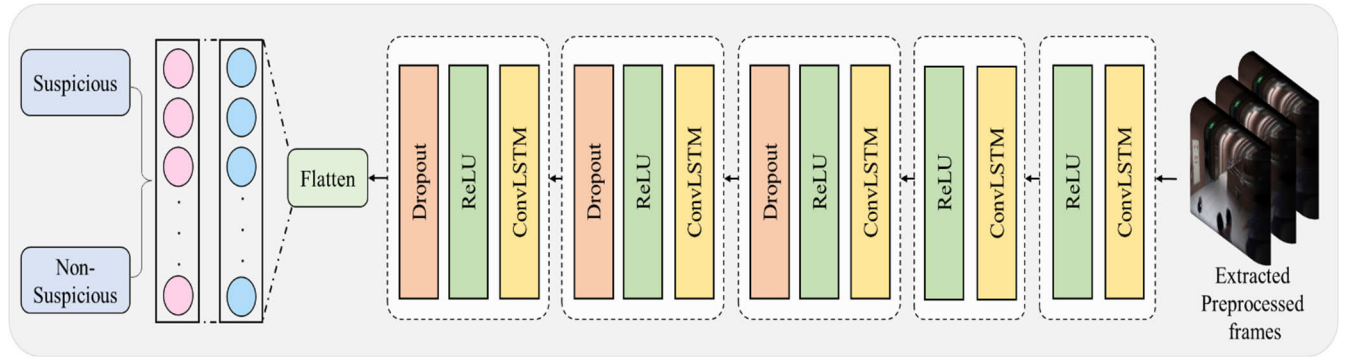 Suspicious
Non-
Suspicious
Flatten
Dropout
ReLU
ConvLSTM
Dropout
ReLU
ConvLSTM
Dropout
ReLU
ConvLSTM
ReLU
ConvLSTM
ReLU
ConvLSTM
Extracted
Preprocessed
frames